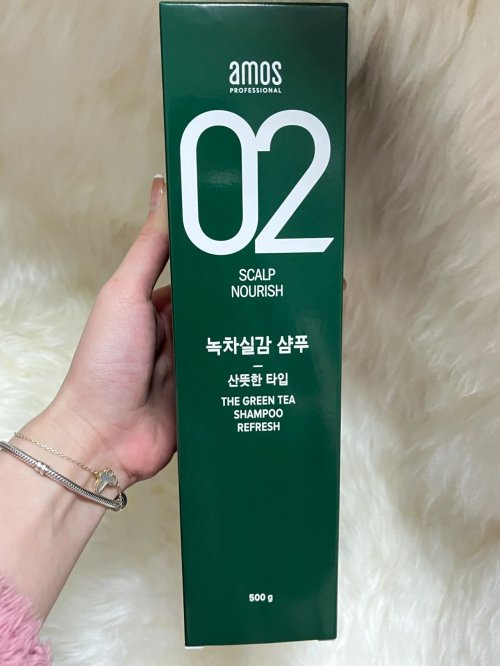 amos
PROFESSIONAL
02
SCALP
NOURISH
녹차실감 샴푸
산뜻한 타입
THE GREEN TEA
SHAMPOO
REFRESH
500 g